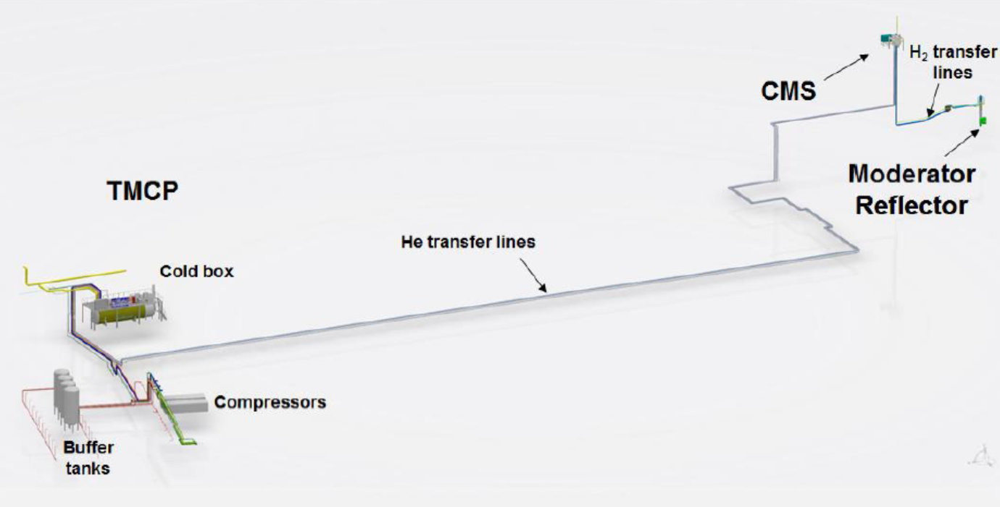 H₂ transfer
lines
CMS
Moderator
Reflector
TMCP
He transfer lines
Cold box
Compressors
Buffer
tanks